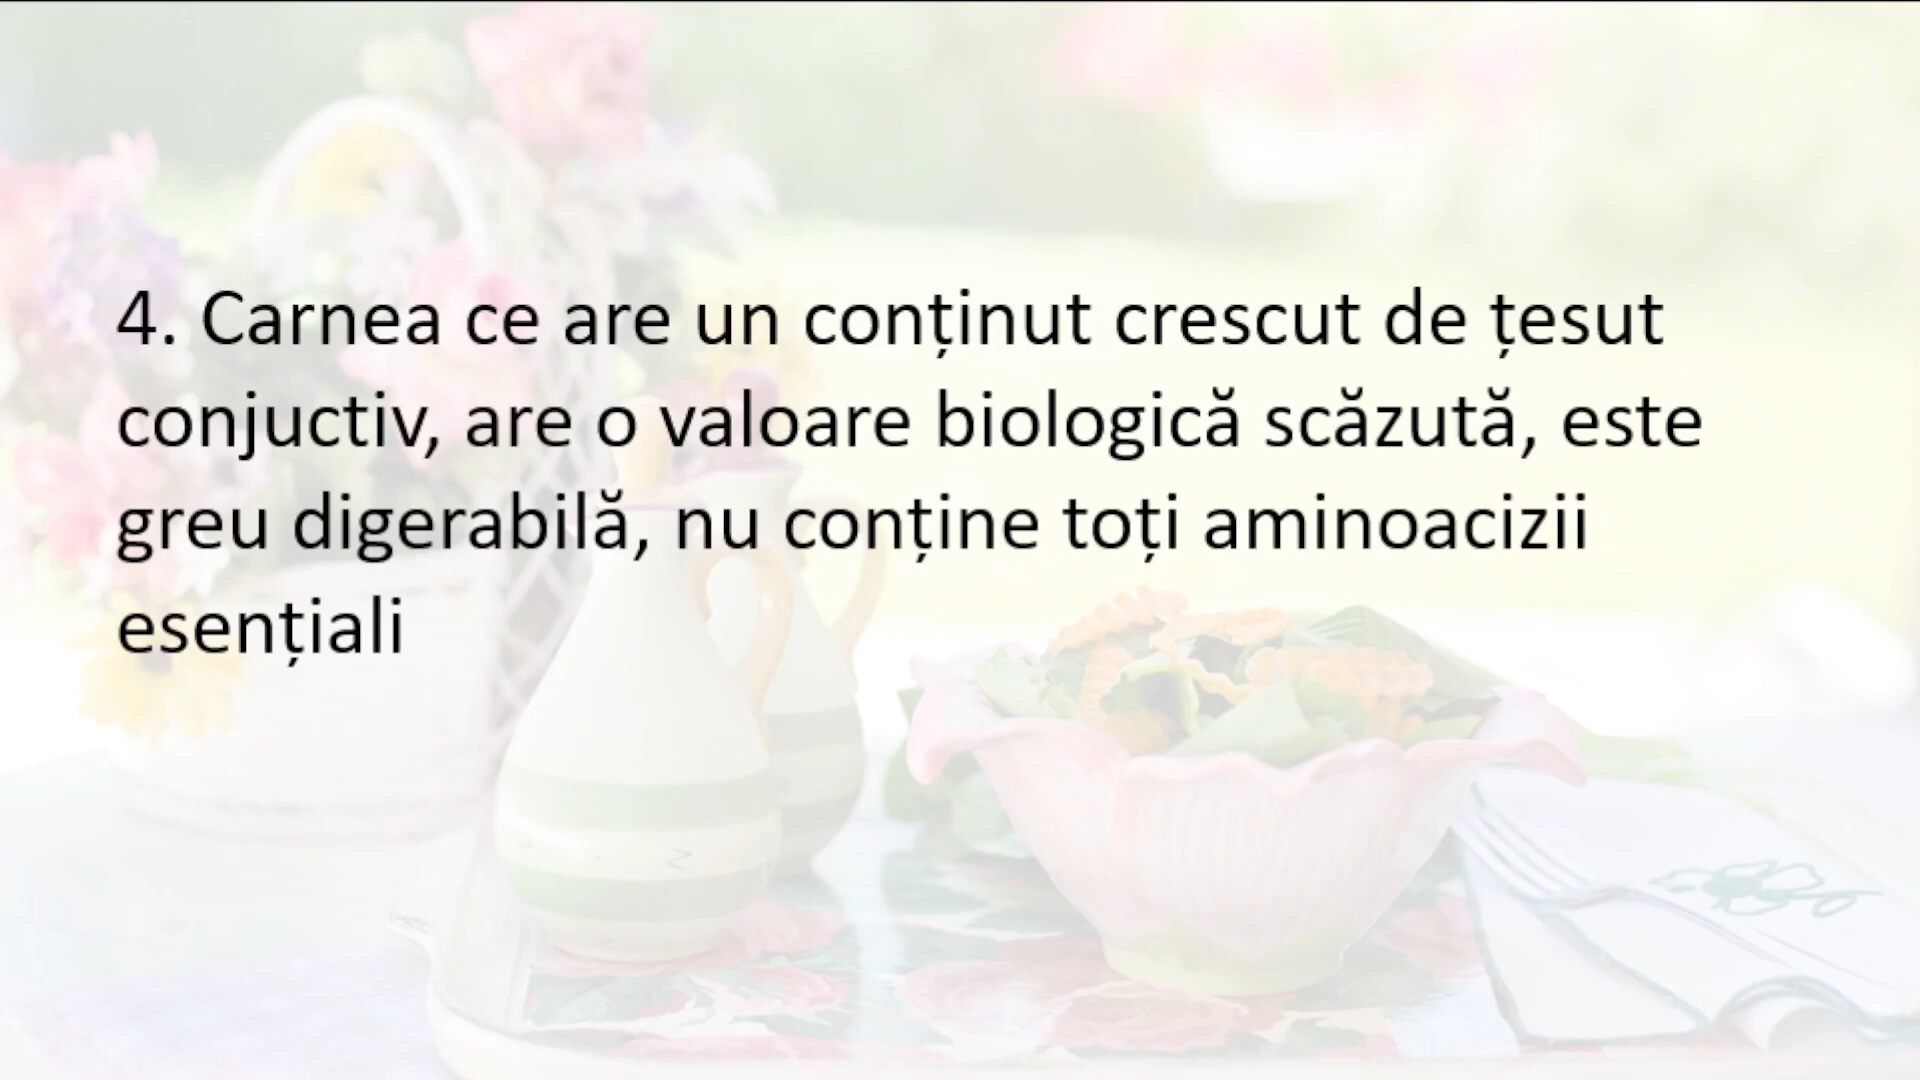 4. Carnea ce are un conținut crescut de țesut
conjuctiv, are o valoare biologică scăzută, este
greu digerabilă, nu conține toți aminoacizii
esențiali